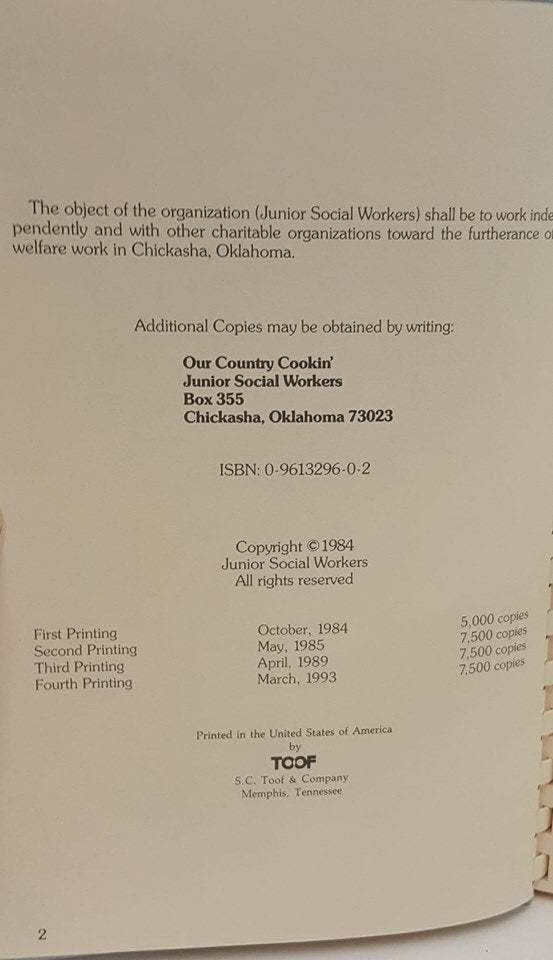 The object of the organization (Junior Social Workers) shall be to work inde
pendently and with other charitable organizations toward the furtherance of
welfare work in Chickasha, Oklahoma.
Additional Copies may be obtained by writing:
Our Country Cookin'
Junior Social Workers
Box 355
Chickasha, Oklahoma 73023
ISBN: 0-9613296-0-2
Copyright © 1984
Junior Social Workers
All rights reserved
First Printing October, 1984 5,000 copies
Second Printing May, 1985 7,500 copies
Third Printing April, 1989 7,500 copies
Fourth Printing March, 1993 7,500 copies
Printed in the United States of America
by
TOOF
S.C. Toof & Company
Memphis, Tennessee
2